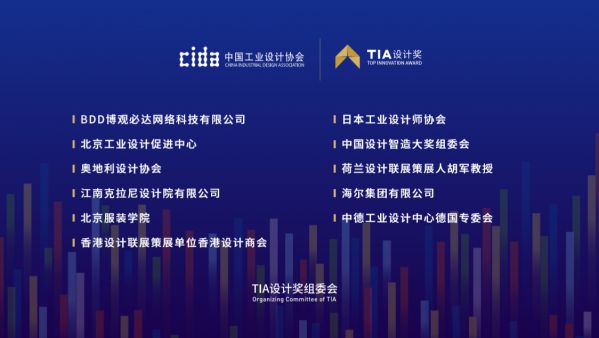 cida 中国工业设计协会
CHINA INDUSTRIAL DESIGN ASSOCIATION
TIA设计奖
TOP INNOVATION AWARD
BDD博观必达网络科技有限公司
北京工业设计促进中心
奥地利设计协会
江南克拉尼设计院有限公司
北京服装学院
香港设计联展策展单位香港设计商会
日本工业设计师协会
中国设计智造大奖组委会
荷兰设计联展策展人胡军教授
海尔集团有限公司
中德工业设计中心德国专委会
TIA设计奖组委会
Organizing Committee of TIA